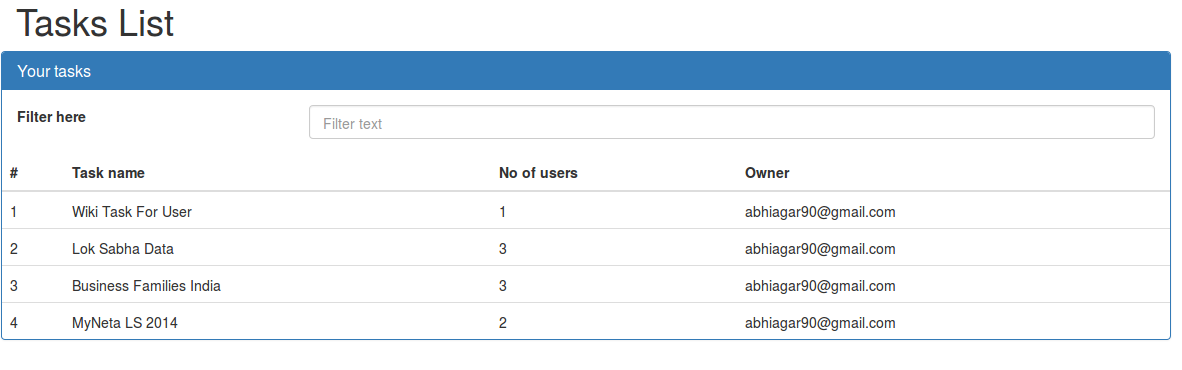 Tasks List
Your tasks
Filter here Filter text
# Task name No of users Owner
1 Wiki Task For User 1 abhiagar90@gmail.com
2 Lok Sabha Data 3 abhiagar90@gmail.com
3 Business Families India 3 abhiagar90@gmail.com
4 MyNeta LS 2014 2 abhiagar90@gmail.com